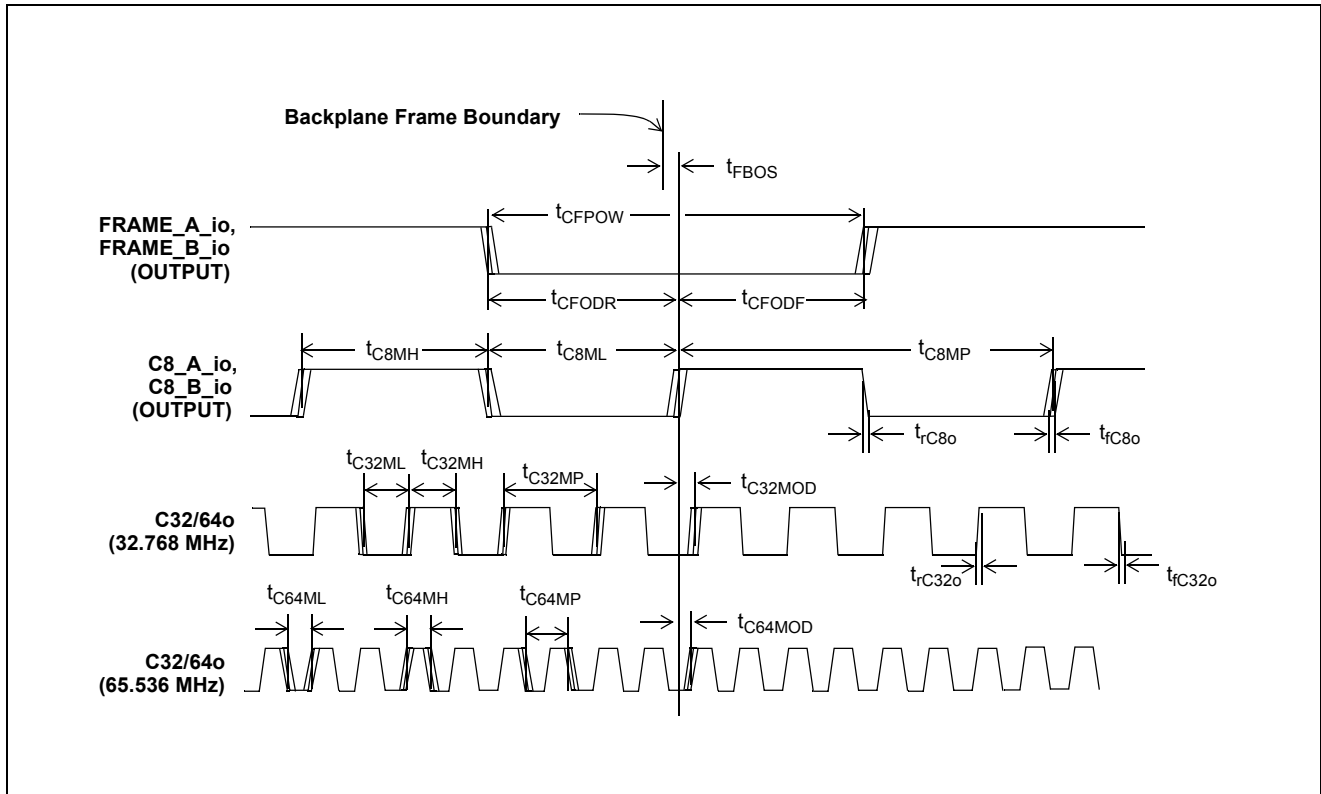 Backplane Frame Boundary
tFBOS
tCFPOW
FRAME_A_io,
FRAME_B_io
(OUTPUT)
tCFODR
tCFODF
tC8MH
tC8ML
tC8MP
C8_A_io,
C8_B_io
(OUTPUT)
trC8o
tfC8o
tC32ML
tC32MH
tC32MP
tC32MOD
C32/64o
(32.768 MHz)
trC32o
tfC32o
tC64ML
tC64MH
tC64MP
tC64MOD
C32/64o
(65.536 MHz)